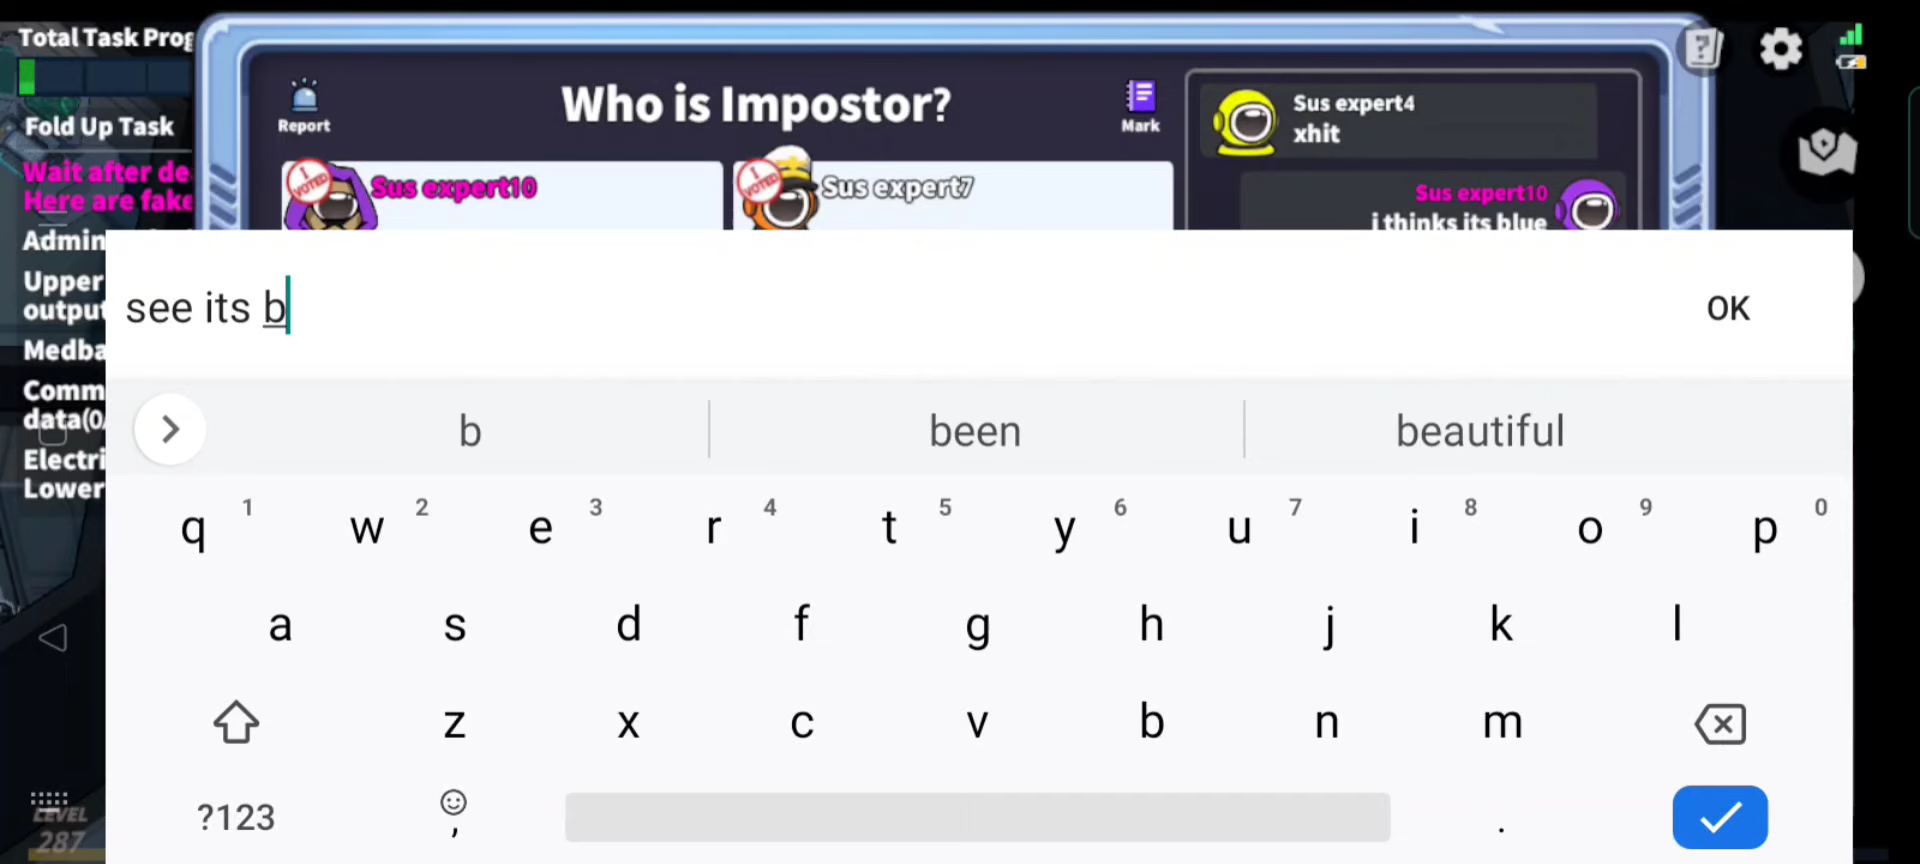 Total Task Prog
Fold Up Task
Wait after de
Here are fake
Admin
Upper
output
Medba
Comm
data(0
Electri
Lower
LEVEL
287
Report
Who is Impostor?
Mark
I VOTED
Sus expert10
I VOTED
Sus expert7
Sus expert4
xhit
Sus expert10
i thinks its blue
see its b
OK
b been beautiful
q 1 w 2 e 3 r 4 t 5 y 6 u 7 i 8 o 9 p 0
a s d f g h j k l
z x c v b n m
?123 , .